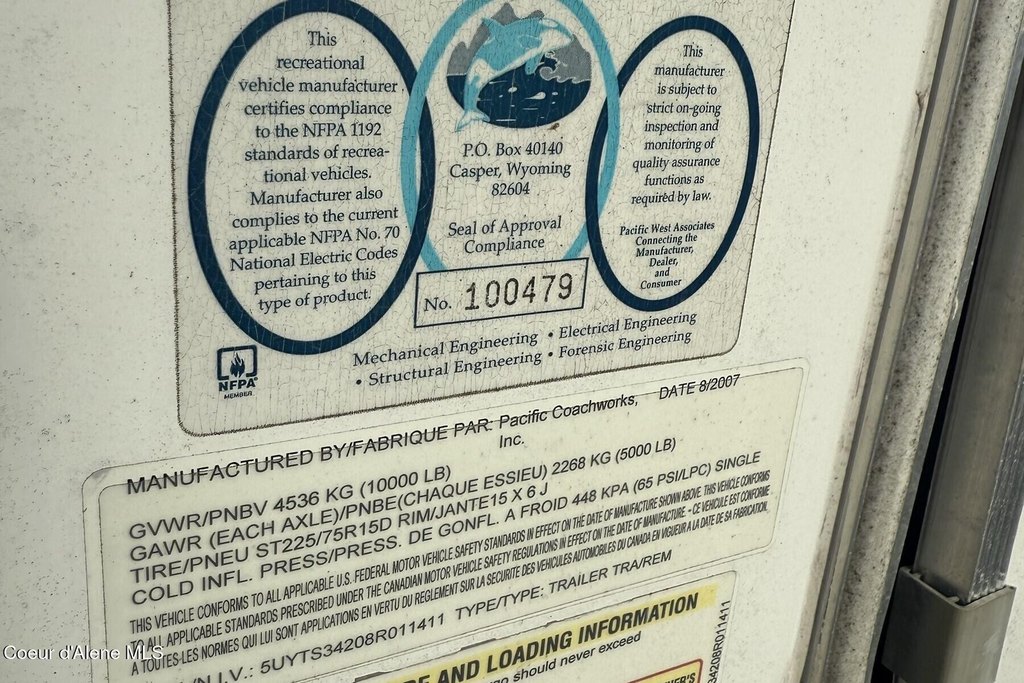 This
recreational
vehicle manufacturer
certifies compliance
to the NFPA 1192
standards of recrea-
tional vehicles.
Manufacturer also
complies to the current
applicable NFPA No. 70
National Electric Codes
pertaining to this
type of product.
P.O. Box 40140
Casper, Wyoming
82604
Seal of Approval
Compliance
No. 100479
This
manufacturer
is subject to
strict on-going
inspection and
monitoring of
quality assurance
functions as
required by law.
Pacific West Associates
Connecting the
Manufacturer,
Dealer,
and
Consumer
Mechanical Engineering • Electrical Engineering
• Structural Engineering • Forensic Engineering
NFPA®
MEMBER
MANUFACTURED BY/FABRIQUE PAR: Pacific Coachworks, DATE 8/2007
Inc.
GVWR/PNBV 4536 KG (10000 LB)
GAWR (EACH AXLE)/PNBE(CHAQUE ESSIEU) 2268 KG (5000 LB)
TIRE/PNEU ST225/75R15D RIM/JANTE15 X 6 J
COLD INFL. PRESS/PRESS. DE GONFL. A FROID 448 KPA (65 PSI/LPC) SINGLE
THIS VEHICLE CONFORMS TO ALL APPLICABLE U.S. FEDERAL MOTOR VEHICLE SAFETY STANDARDS IN EFFECT ON THE DATE OF MANUFACTURE SHOWN ABOVE. THIS VEHICLE CONFORMS
TO ALL APPLICABLE STANDARDS PRESCRIBED UNDER THE CANADIAN MOTOR VEHICLE SAFETY REGULATIONS IN EFFECT ON THE DATE OF MANUFACTURE. - CE VEHICULE EST CONFORME
A TOUTES LES NORMES QUI LUI SONT APPLICATIONS EN VERTU DU REGLEMENT SUR LA SECURITE DES VEHICULES AUTOMOBILES DU CANADA EN VIGUEUR A LA DATE DE SA FABRICATION.
/N.I.V.: 5UYTS34208R011411 TYPE/TYPE: TRAILER TRA/REM
AND LOADING INFORMATION
should never exceed
34208R011411
Coeur d'Alene MLS